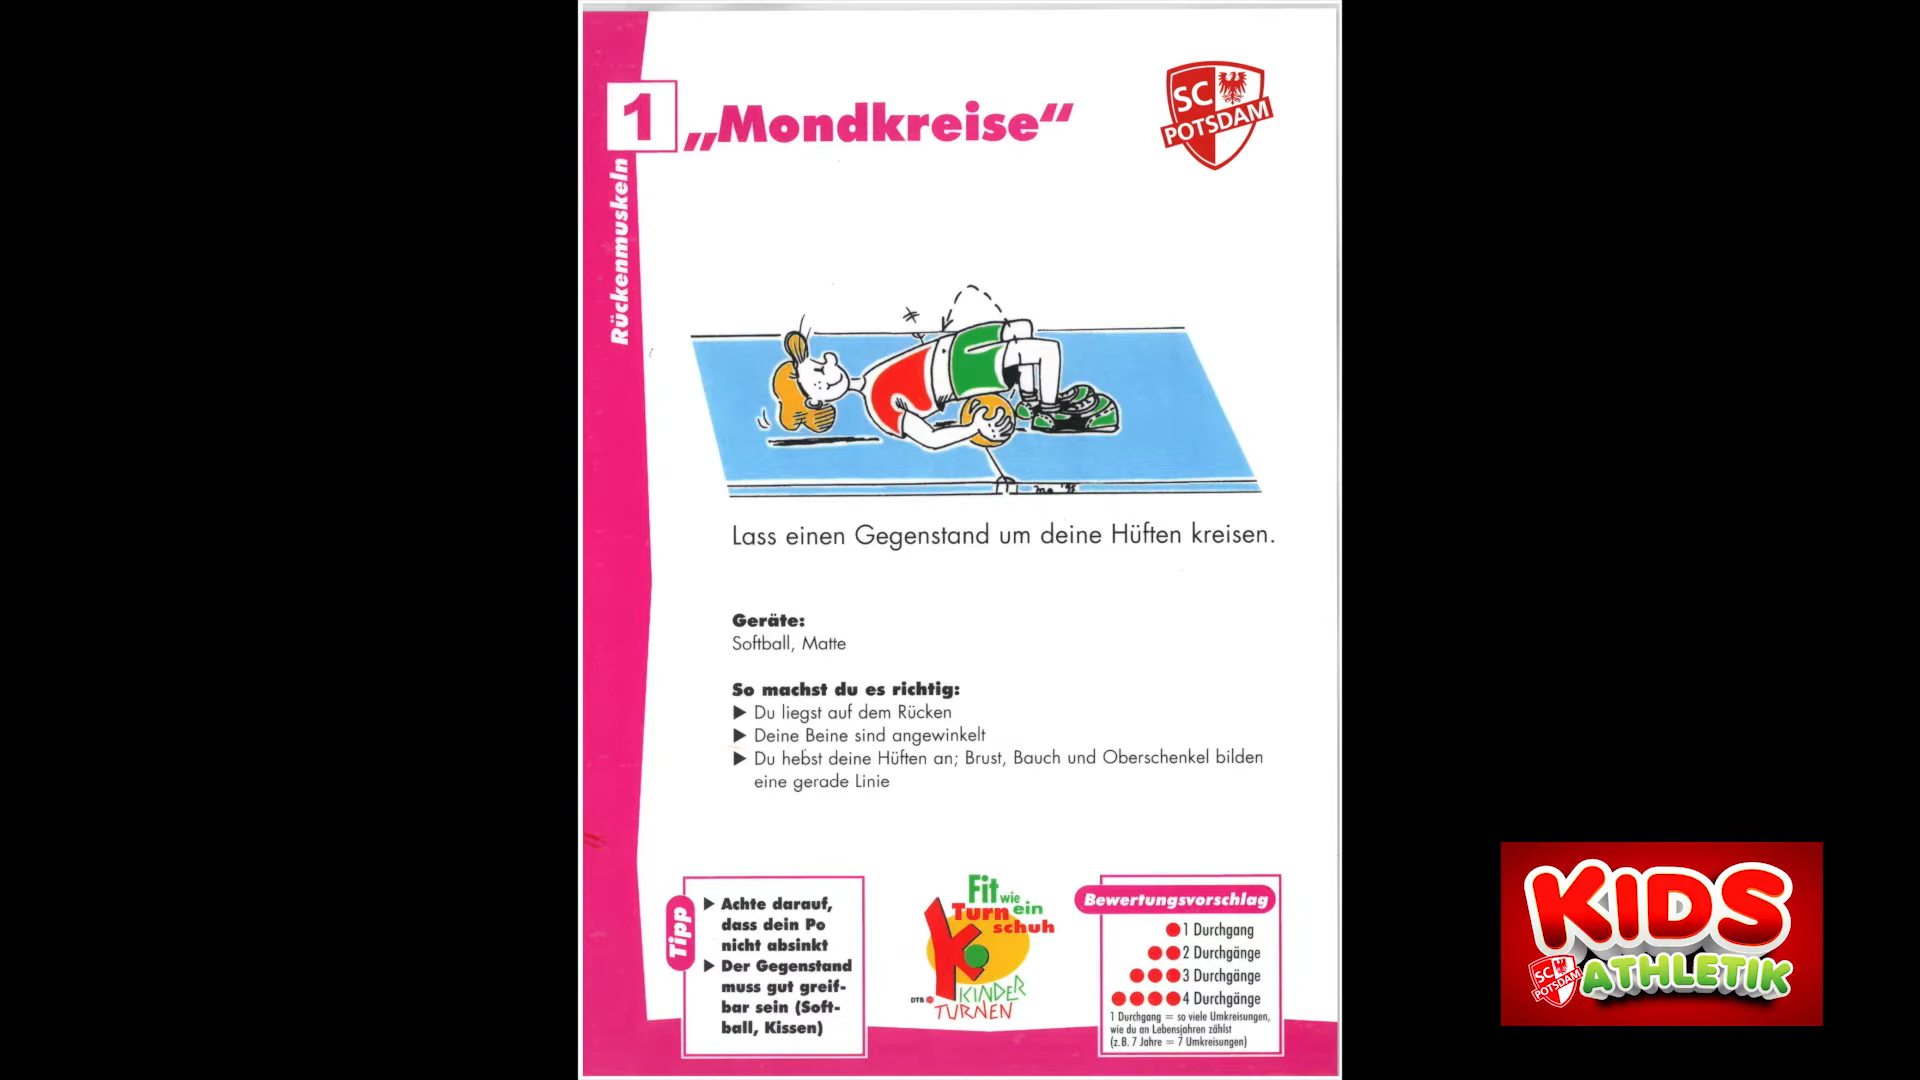 1
„Mondkreise“
SC
POTSDAM
Rückenmuskeln
Lass einen Gegenstand um deine Hüften kreisen.
Geräte:
Softball, Matte
So machst du es richtig:
▶ Du liegst auf dem Rücken
▶ Deine Beine sind angewinkelt
▶ Du hebst deine Hüften an; Brust, Bauch und Oberschenkel bilden
eine gerade Linie
Tipp
▶ Achte darauf,
dass dein Po
nicht absinkt
▶ Der Gegenstand
muss gut greif-
bar sein (Soft-
ball, Kissen)
Fit wie
Turn ein
schuh
DTB
KINDER
TURNEN
Bewertungsvorschlag
1 Durchgang
2 Durchgänge
3 Durchgänge
4 Durchgänge
1 Durchgang = so viele Umkreisungen,
wie du an Lebensjahren zählst
(z.B. 7 Jahre = 7 Umkreisungen)
KIDS
ATHLETIK
SC
POTSDAM